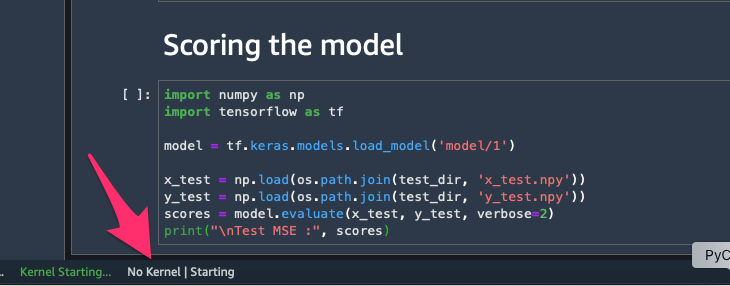 Scoring the model
[ ]: import numpy as np
import tensorflow as tf
model = tf.keras.models.load_model('model/1')
x_test = np.load(os.path.join(test_dir, 'x_test.npy'))
y_test = np.load(os.path.join(test_dir, 'y_test.npy'))
scores = model.evaluate(x_test, y_test, verbose=2)
print("\nTest MSE :", scores)
PyC
.. Kernel Starting... No Kernel | Starting